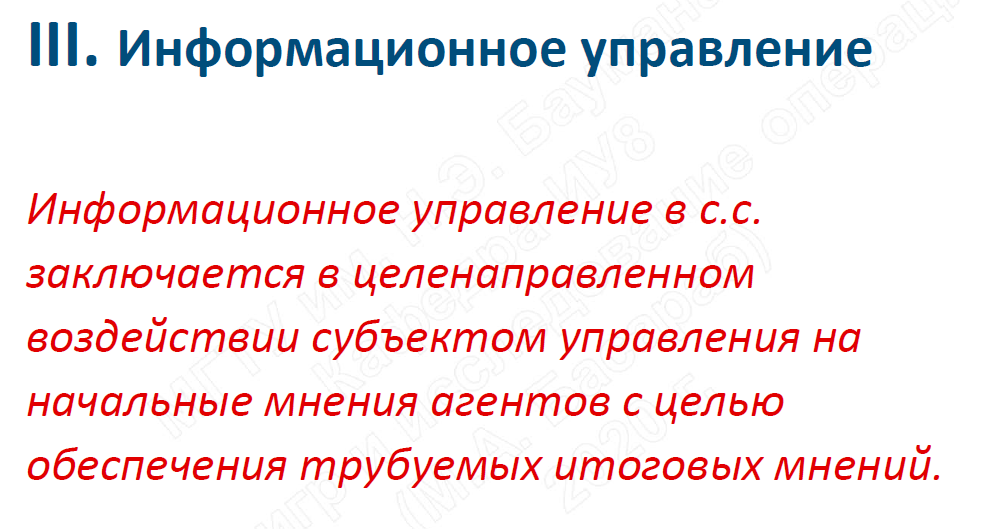 III. Информационное управление
Информационное управление в с.с.
заключается в целенаправленном
воздействии субъектом управления на
начальные мнения агентов с целью
обеспечения трубуемых итоговых мнений.